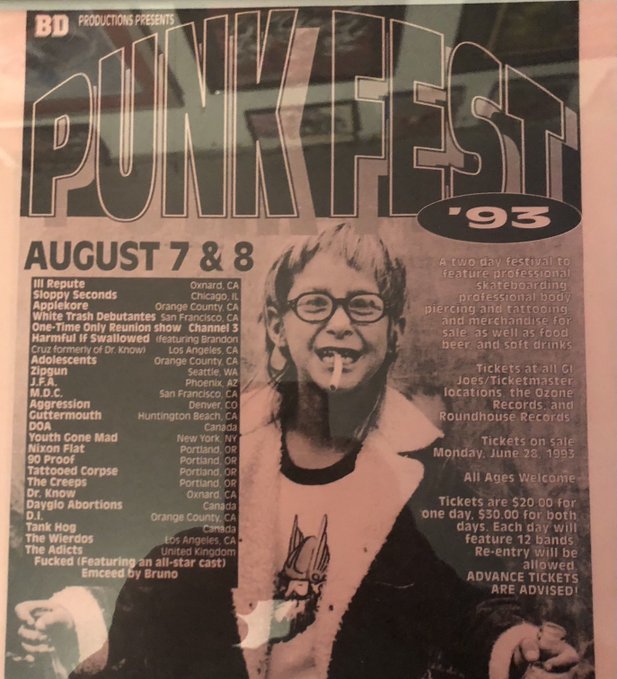 BD PRODUCTIONS PRESENTS
PUNK FEST
'93
AUGUST 7 & 8
Ill Repute Oxnard, CA
Sloppy Seconds Chicago, IL
Applekore Orange County, CA
White Trash Debutantes San Francisco, CA
One-Time Only Reunion show Channel 3
Harmful If Swallowed (featuring Brandon
Cruz formerly of Dr. Know) Los Angeles, CA
Adolescents Orange County, CA
Zipgun Seattle, WA
J.F.A. Phoenix, AZ
M.D.C. San Francisco, CA
Aggression Denver, CO
Guttermouth Huntington Beach, CA
DOA Canada
Youth Gone Mad New York, NY
Nixon Flat Portland, OR
90 Proof Portland, OR
Tattooed Corpse Portland, OR
The Creeps Portland, OR
Dr. Know Oxnard, CA
Dayglo Abortions Canada
D.I. Orange County, CA
Tank Hog Canada
The Wierdos Los Angeles, CA
The Adicts United Kingdom
Fucked (Featuring an all-star cast)
Emceed by Bruno
A two day festival to
feature professional
skateboarding,
professional body
piercing and tattooing,
and merchandise for
sale as well as food,
beer and soft drinks
Tickets at all GI
Joes/Ticketmaster
locations, the Ozone
Records, and
Roundhouse Records
Tickets on sale
Monday, June 28, 1993
All Ages Welcome
Tickets are $20.00 for
one day, $30.00 for both
days. Each day will
feature 12 bands.
Re-entry will be
allowed.
ADVANCE TICKETS
ARE ADVISED!